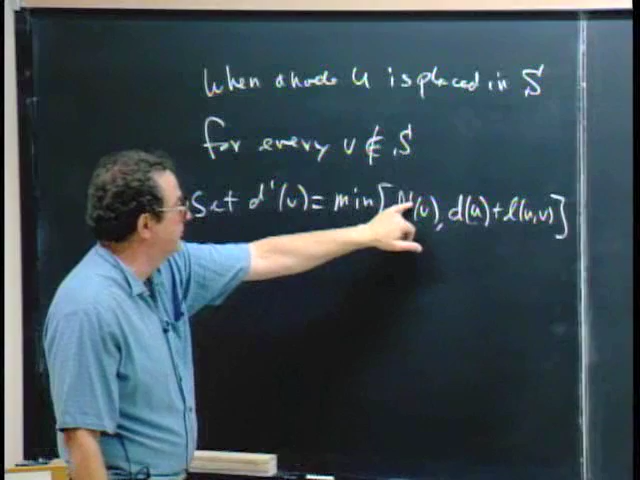 When a node u is placed in S
for every v ∉ S
Set d'(v) = min [d'(v), d(u) + l(u,v)]